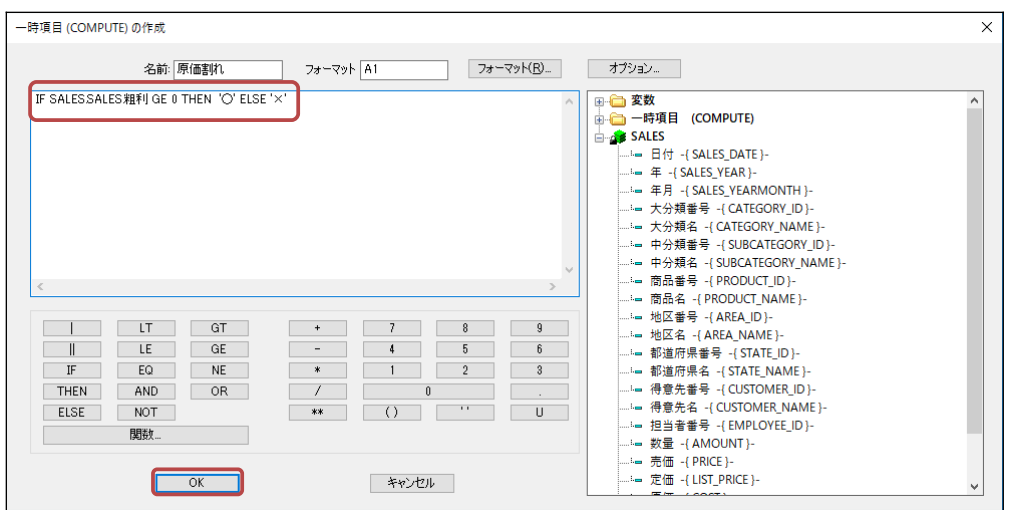 一時項目 (COMPUTE) の作成
名前: 原価割れ フォーマット A1 フォーマット(R)... オプション...
IF SALES.SALES.粗利 GE 0 THEN '○' ELSE '×'
変数
一時項目 (COMPUTE)
SALES
日付 -{ SALES_DATE }-
年 -{ SALES_YEAR }-
年月 -{ SALES_YEARMONTH }-
大分類番号 -{ CATEGORY_ID }-
大分類名 -{ CATEGORY_NAME }-
中分類番号 -{ SUBCATEGORY_ID }-
中分類名 -{ SUBCATEGORY_NAME }-
商品番号 -{ PRODUCT_ID }-
商品名 -{ PRODUCT_NAME }-
地区番号 -{ AREA_ID }-
地区名 -{ AREA_NAME }-
都道府県番号 -{ STATE_ID }-
都道府県名 -{ STATE_NAME }-
得意先番号 -{ CUSTOMER_ID }-
得意先名 -{ CUSTOMER_NAME }-
担当者番号 -{ EMPLOYEE_ID }-
数量 -{ AMOUNT }-
売価 -{ PRICE }-
定価 -{ LIST_PRICE }-
| LT GT + 7 8 9
|| LE GE - 4 5 6
IF EQ NE * 1 2 3
THEN AND OR / 0 .
ELSE NOT ** ( ) ' ' U
関数...
OK キャンセル